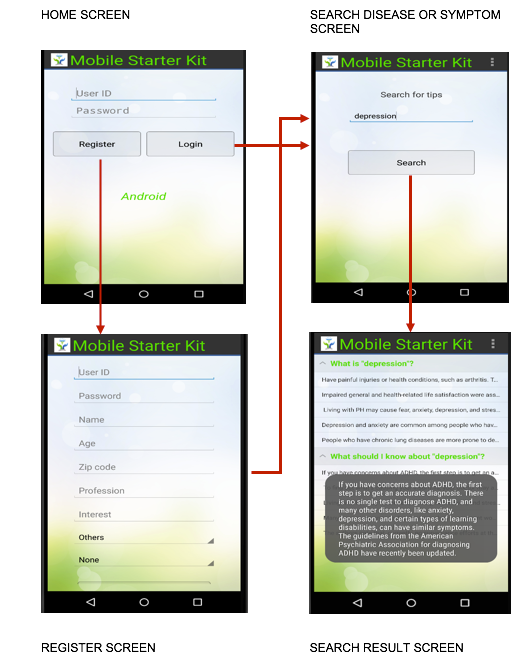 HOME SCREEN
Mobile Starter Kit
User ID
Password
Register
Login
Android
SEARCH DISEASE OR SYMPTOM
SCREEN
Mobile Starter Kit
Search for tips
depression
Search
Mobile Starter Kit
User ID
Password
Name
Age
Zip code
Profession
Interest
Others
None
REGISTER SCREEN
Mobile Starter Kit
What is "depression"?
Have painful injuries or health conditions, such as arthritis. T...
Impaired general and health-related life satisfaction were ass...
Living with PH may cause fear, anxiety, depression, and stres...
Depression and anxiety are common among people who hav...
People who have chronic lung diseases are more prone to de...
What should I know about "depression"?
If you have concerns about ADHD, the first step is to get an a...
If you have concerns about ADHD, the first
step is to get an accurate diagnosis. There
is no single test to diagnose ADHD, and
many other disorders, like anxiety,
depression, and certain types of learning
disabilities, can have similar symptoms.
The guidelines from the American
Psychiatric Association for diagnosing
ADHD have recently been updated.
SEARCH RESULT SCREEN